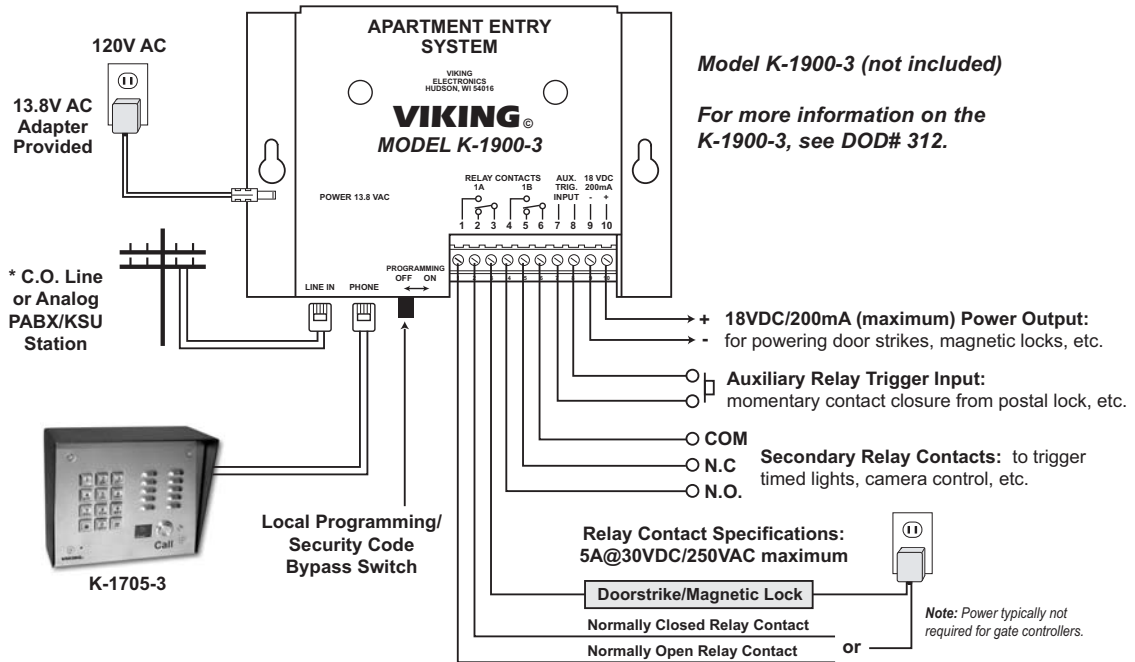 APARTMENT ENTRY
SYSTEM
VIKING
ELECTRONICS
HUDSON, WI 54016
VIKING©
MODEL K-1900-3
120V AC
13.8V AC
Adapter
Provided
Model K-1900-3 (not included)
For more information on the
K-1900-3, see DOD# 312.
RELAY CONTACTS
1A 1B
AUX.
TRIG.
INPUT
18 VDC
200mA
- +
POWER 13.8 VAC
1 2 3 4 5 6 7 8 9 10
PROGRAMMING
OFF ON
LINE IN PHONE
* C.O. Line
or Analog
PABX/KSU
Station
+ 18VDC/200mA (maximum) Power Output:
- for powering door strikes, magnetic locks, etc.
Auxiliary Relay Trigger Input:
momentary contact closure from postal lock, etc.
COM
N.C
N.O.
Secondary Relay Contacts: to trigger
timed lights, camera control, etc.
Call
VIKING
K-1705-3
Local Programming/
Security Code
Bypass Switch
Relay Contact Specifications:
5A@30VDC/250VAC maximum
Doorstrike/Magnetic Lock
Normally Closed Relay Contact
Normally Open Relay Contact
or
Note: Power typically not
required for gate controllers.